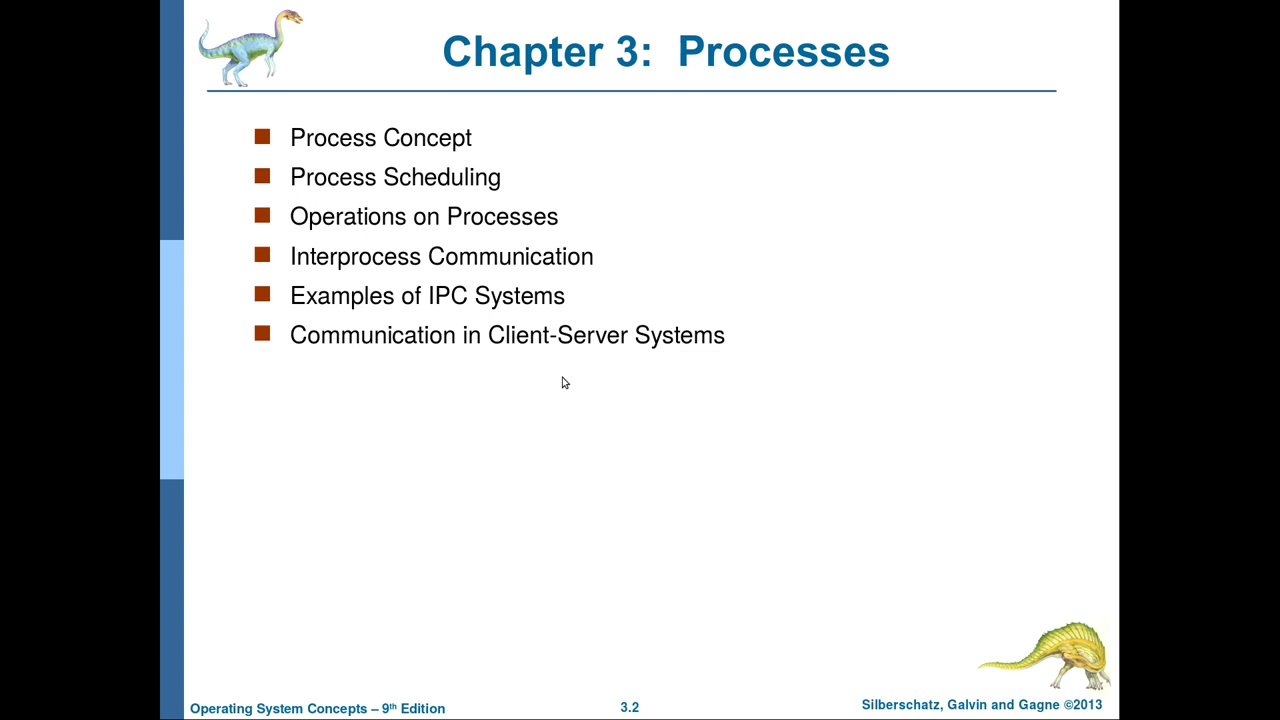 Chapter 3: Processes
Process Concept
Process Scheduling
Operations on Processes
Interprocess Communication
Examples of IPC Systems
Communication in Client-Server Systems
Operating System Concepts – 9th Edition
3.2
Silberschatz, Galvin and Gagne ©2013